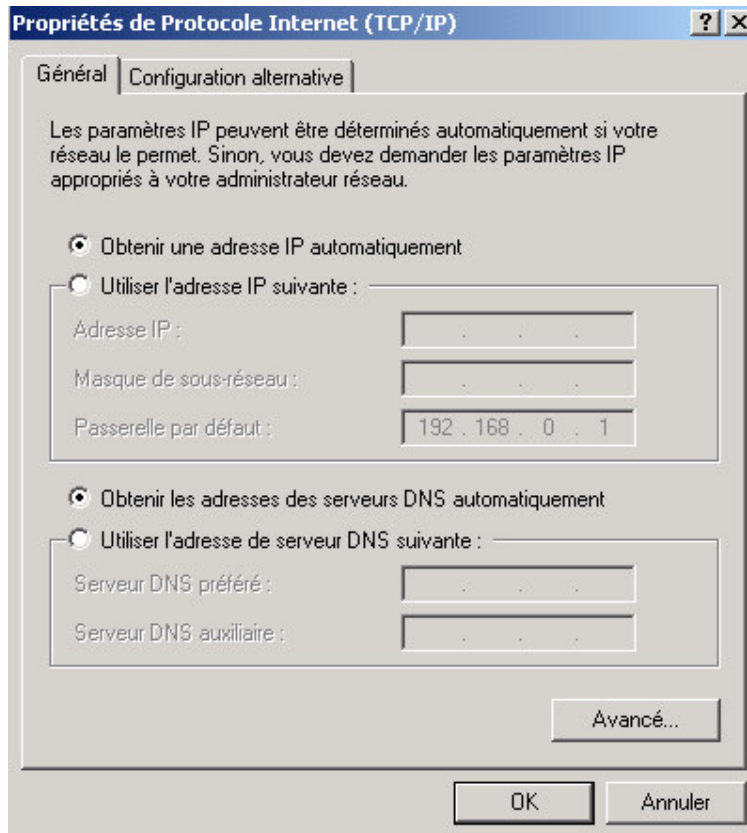 Propriétés de Protocole Internet (TCP/IP)
Général
Configuration alternative
Les paramètres IP peuvent être déterminés automatiquement si votre
réseau le permet. Sinon, vous devez demander les paramètres IP
appropriés à votre administrateur réseau.
Obtenir une adresse IP automatiquement
Utiliser l'adresse IP suivante :
Adresse IP :
Masque de sous-réseau :
Passerelle par défaut : 192 . 168 . 0 . 1
Obtenir les adresses des serveurs DNS automatiquement
Utiliser l'adresse de serveur DNS suivante :
Serveur DNS préféré :
Serveur DNS auxiliaire :
Avancé...
OK Annuler